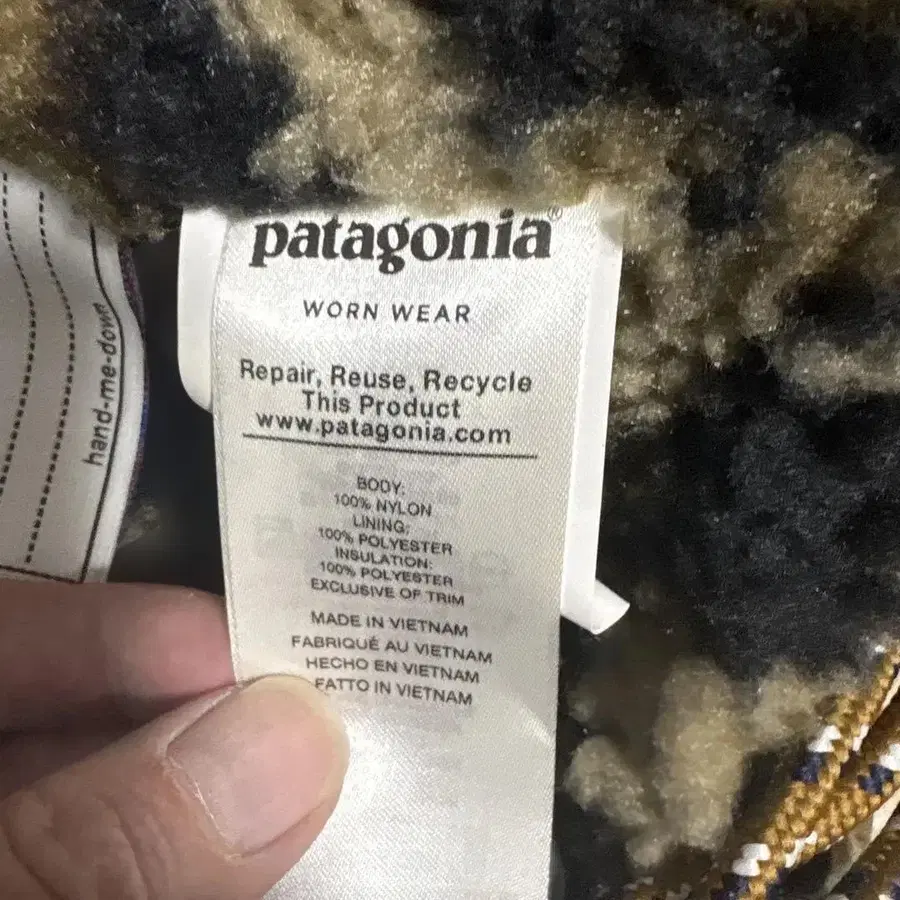 patagonia®
WORN WEAR
Repair, Reuse, Recycle
This Product
www.patagonia.com
BODY:
100% NYLON
LINING:
100% POLYESTER
INSULATION:
100% POLYESTER
EXCLUSIVE OF TRIM
MADE IN VIETNAM
FABRIQUÉ AU VIETNAM
HECHO EN VIETNAM
FATTO IN VIETNAM
hand-me-down